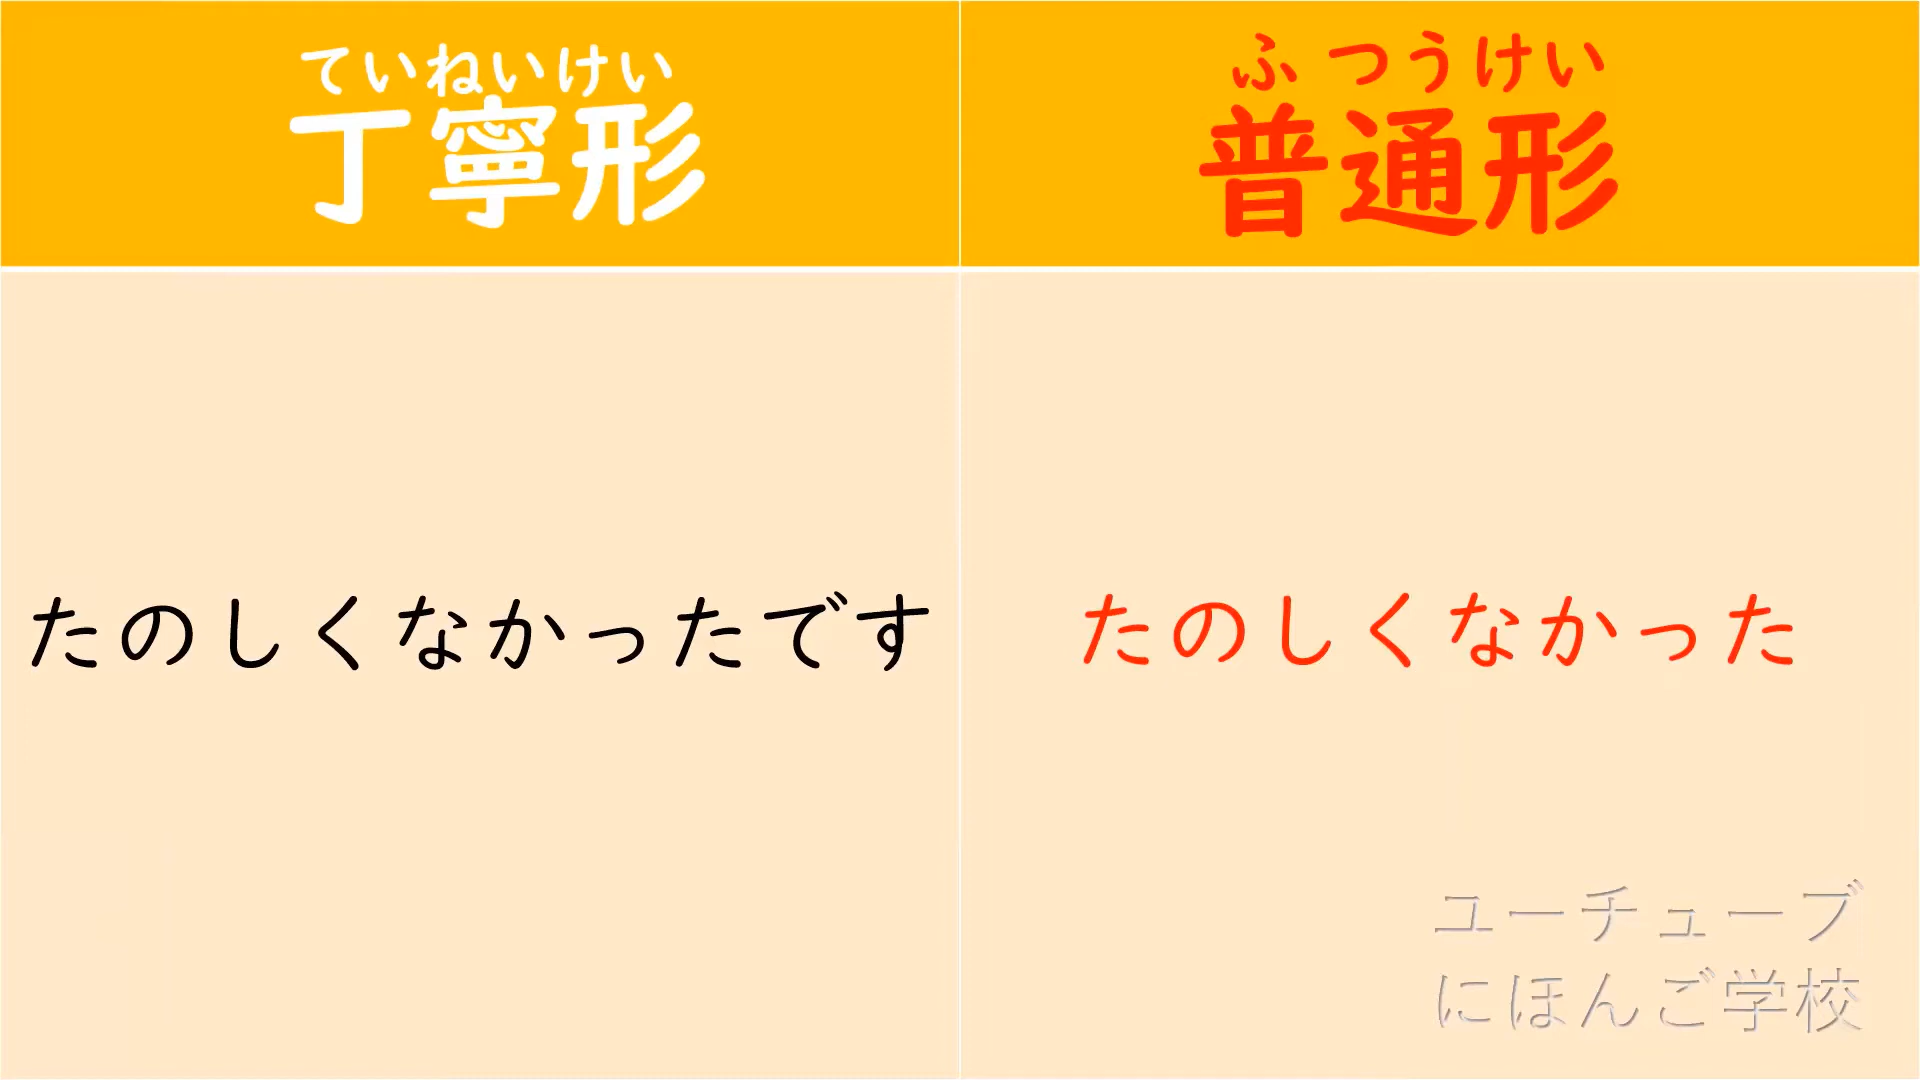 ていねいけい
丁寧形
ふつうけい
普通形
たのしくなかったです
たのしくなかった
ユーチューブ
にほんご学校